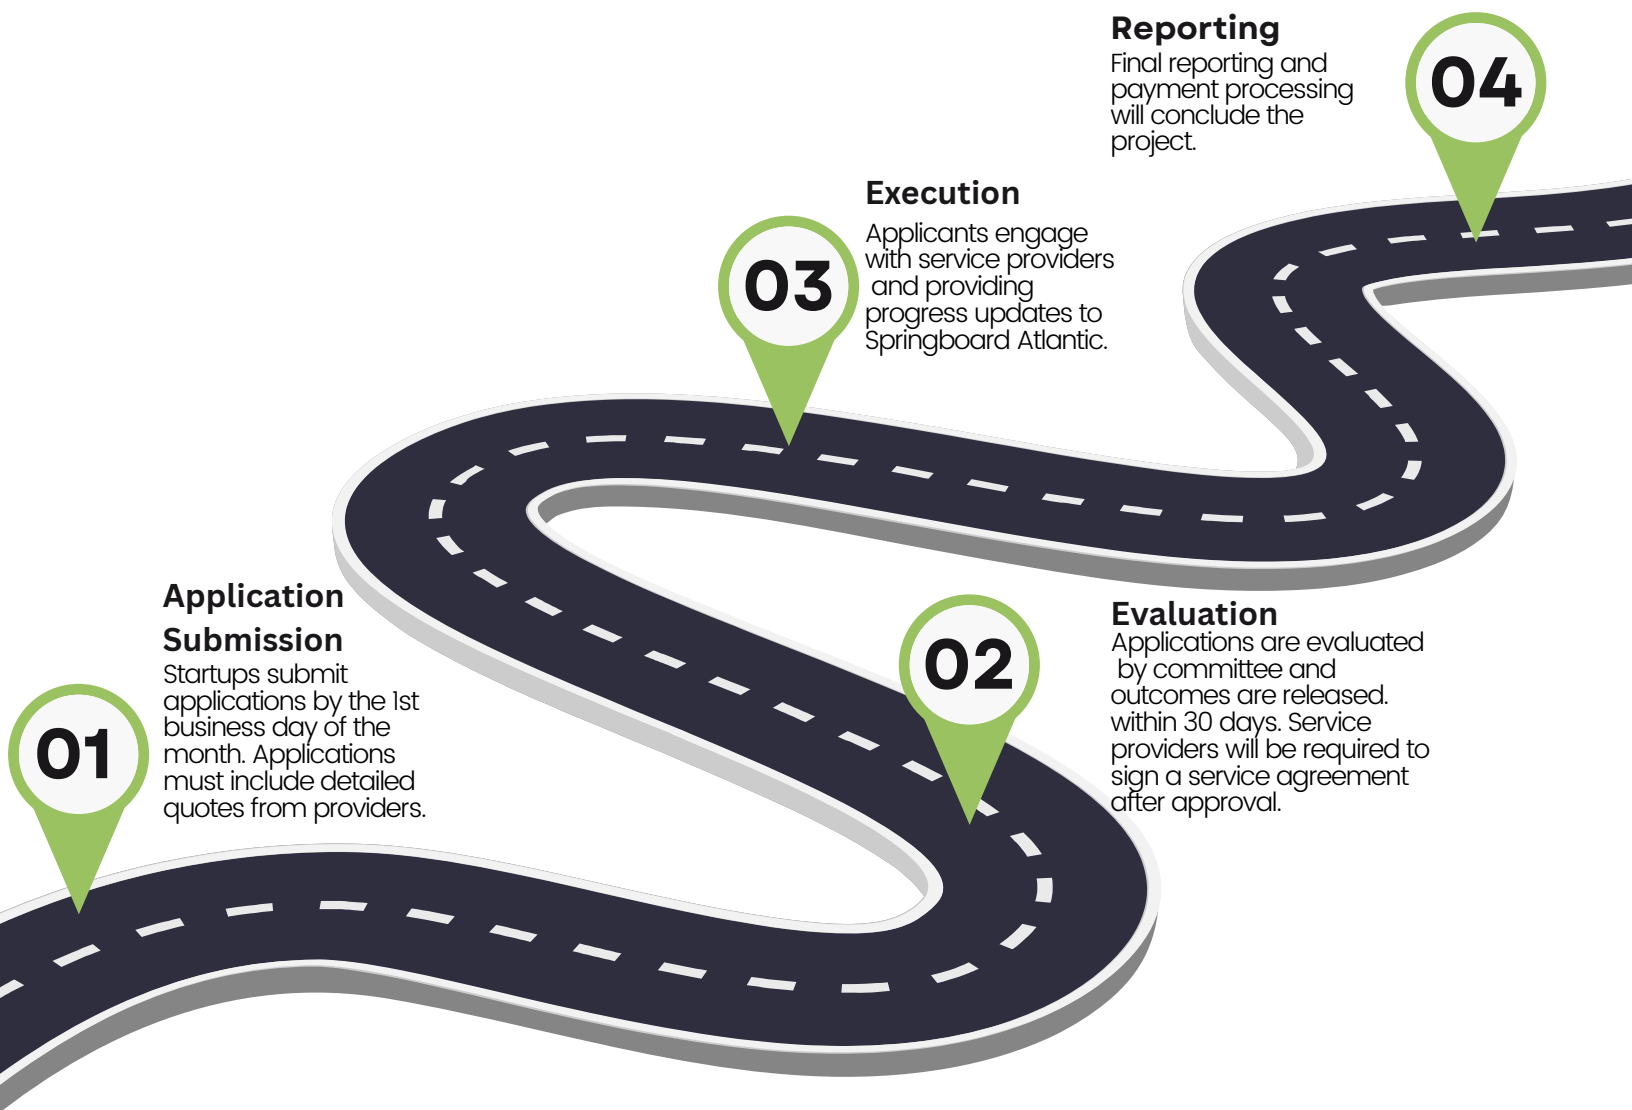 01
Application
Submission
Startups submit
applications by the 1st
business day of the
month. Applications
must include detailed
quotes from providers.
02
Evaluation
Applications are evaluated
by committee and
outcomes are released.
within 30 days. Service
providers will be required to
sign a service agreement
after approval.
03
Execution
Applicants engage
with service providers
and providing
progress updates to
Springboard Atlantic.
04
Reporting
Final reporting and
payment processing
will conclude the
project.